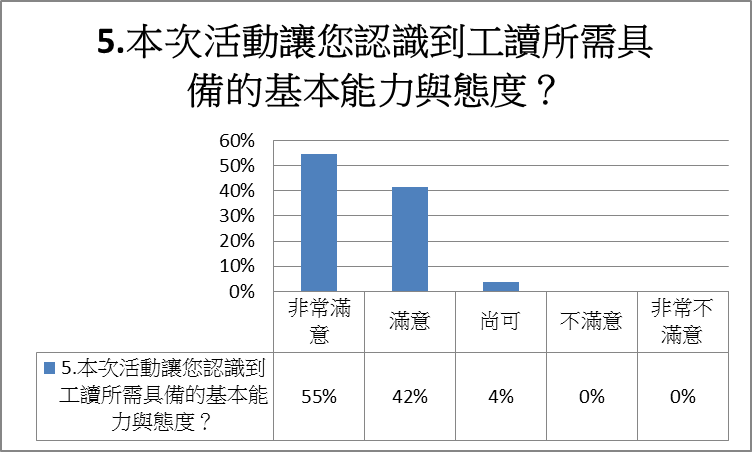 5.本次活動讓您認識到工讀所需具
備的基本能力與態度？
60%
50%
40%
30%
20%
10%
0%
非常滿
意
滿意
尚可
不滿意
非常不
滿意
5.本次活動讓您認識到
工讀所需具備的基本能
力與態度？
55%
42%
4%
0%
0%